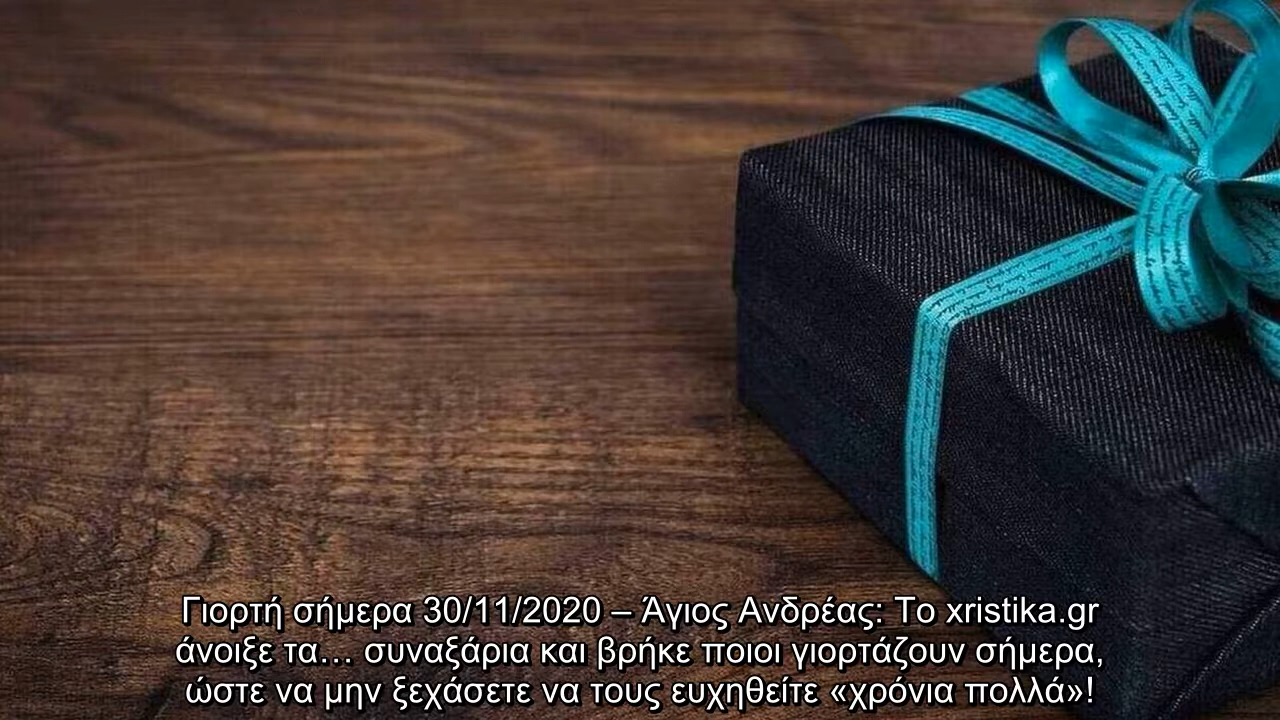 Γιορτή σήμερα 30/11/2020 – Άγιος Ανδρέας: Το xristika.gr
άνοιξε τα… συναξάρια και βρήκε ποιοι γιορτάζουν σήμερα,
ώστε να μην ξεχάσετε να τους ευχηθείτε «χρόνια πολλά»!